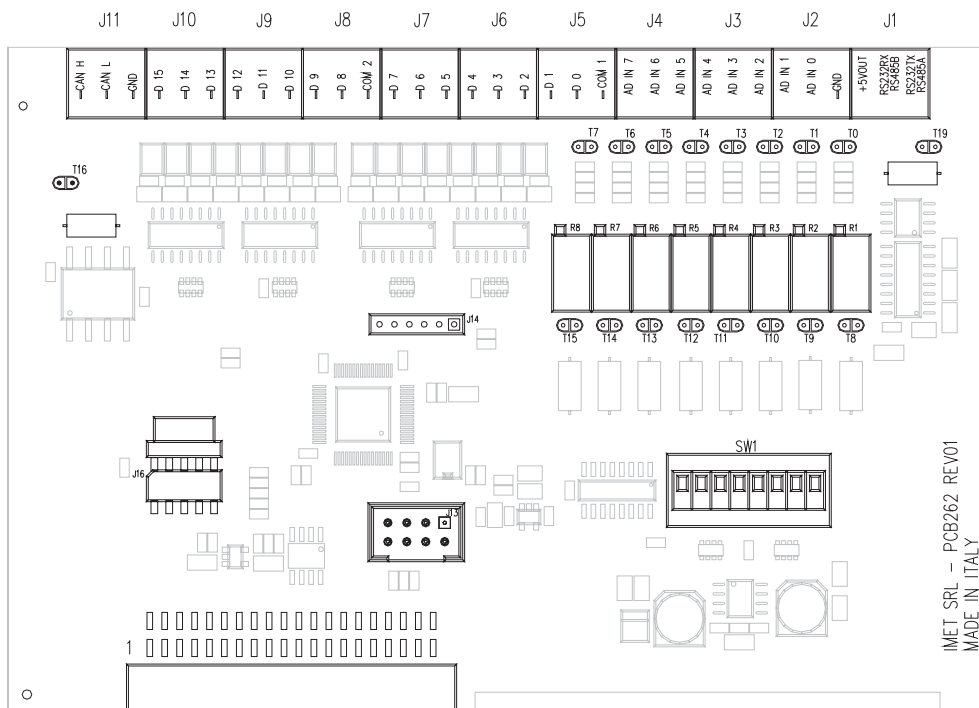 J11 J10 J9 J8 J7 J6 J5 J4 J3 J2 J1
CAN H
CAN L
GND
D 15
D 14
D 13
D 12
D 11
D 10
D 9
D 8
COM 2
D 7
D 6
D 5
D 4
D 3
D 2
D 1
D 0
COM 1
AD IN 7
AD IN 6
AD IN 5
AD IN 4
AD IN 3
AD IN 2
AD IN 1
AD IN 0
GND
+5VOUT
RS232RX
RS485B
RS232TX
RS485A
T7 T6 T5 T4 T3 T2 T1 T0 T19
T16
R8 R7 R6 R5 R4 R3 R2 R1
J14
T15 T14 T13 T12 T11 T10 T9 T8
SW1
J16
J13
1
IMET SRL - PCB262 REV01
MADE IN ITALY